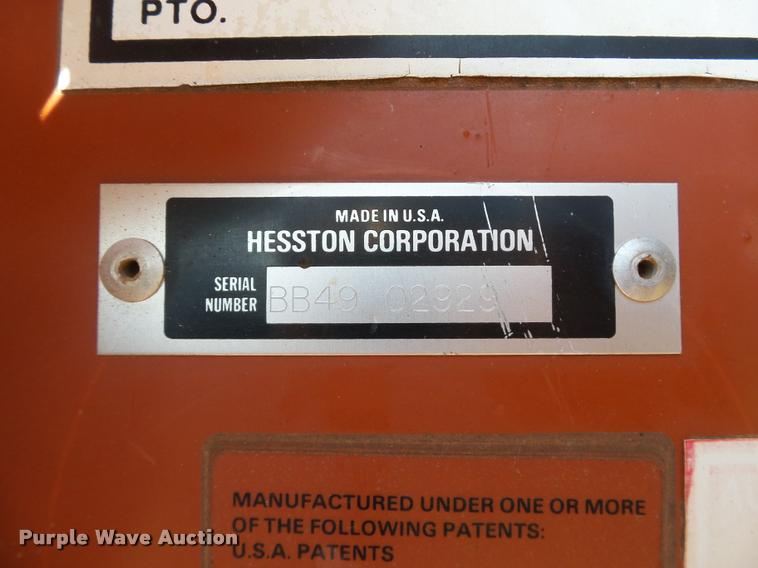 PTO.
MADE IN U.S.A.
HESSTON CORPORATION
SERIAL
NUMBER
BB49 02929
MANUFACTURED UNDER ONE OR MORE
OF THE FOLLOWING PATENTS:
U.S.A. PATENTS
Purple Wave Auction